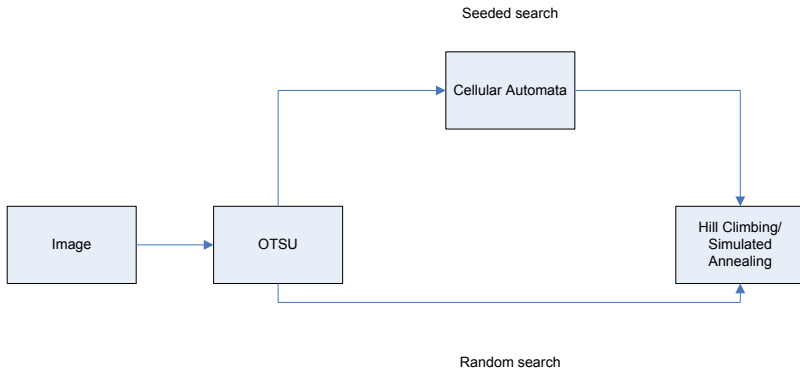 Seeded search
Cellular Automata
Image
OTSU
Hill Climbing/
Simulated
Annealing
Random search